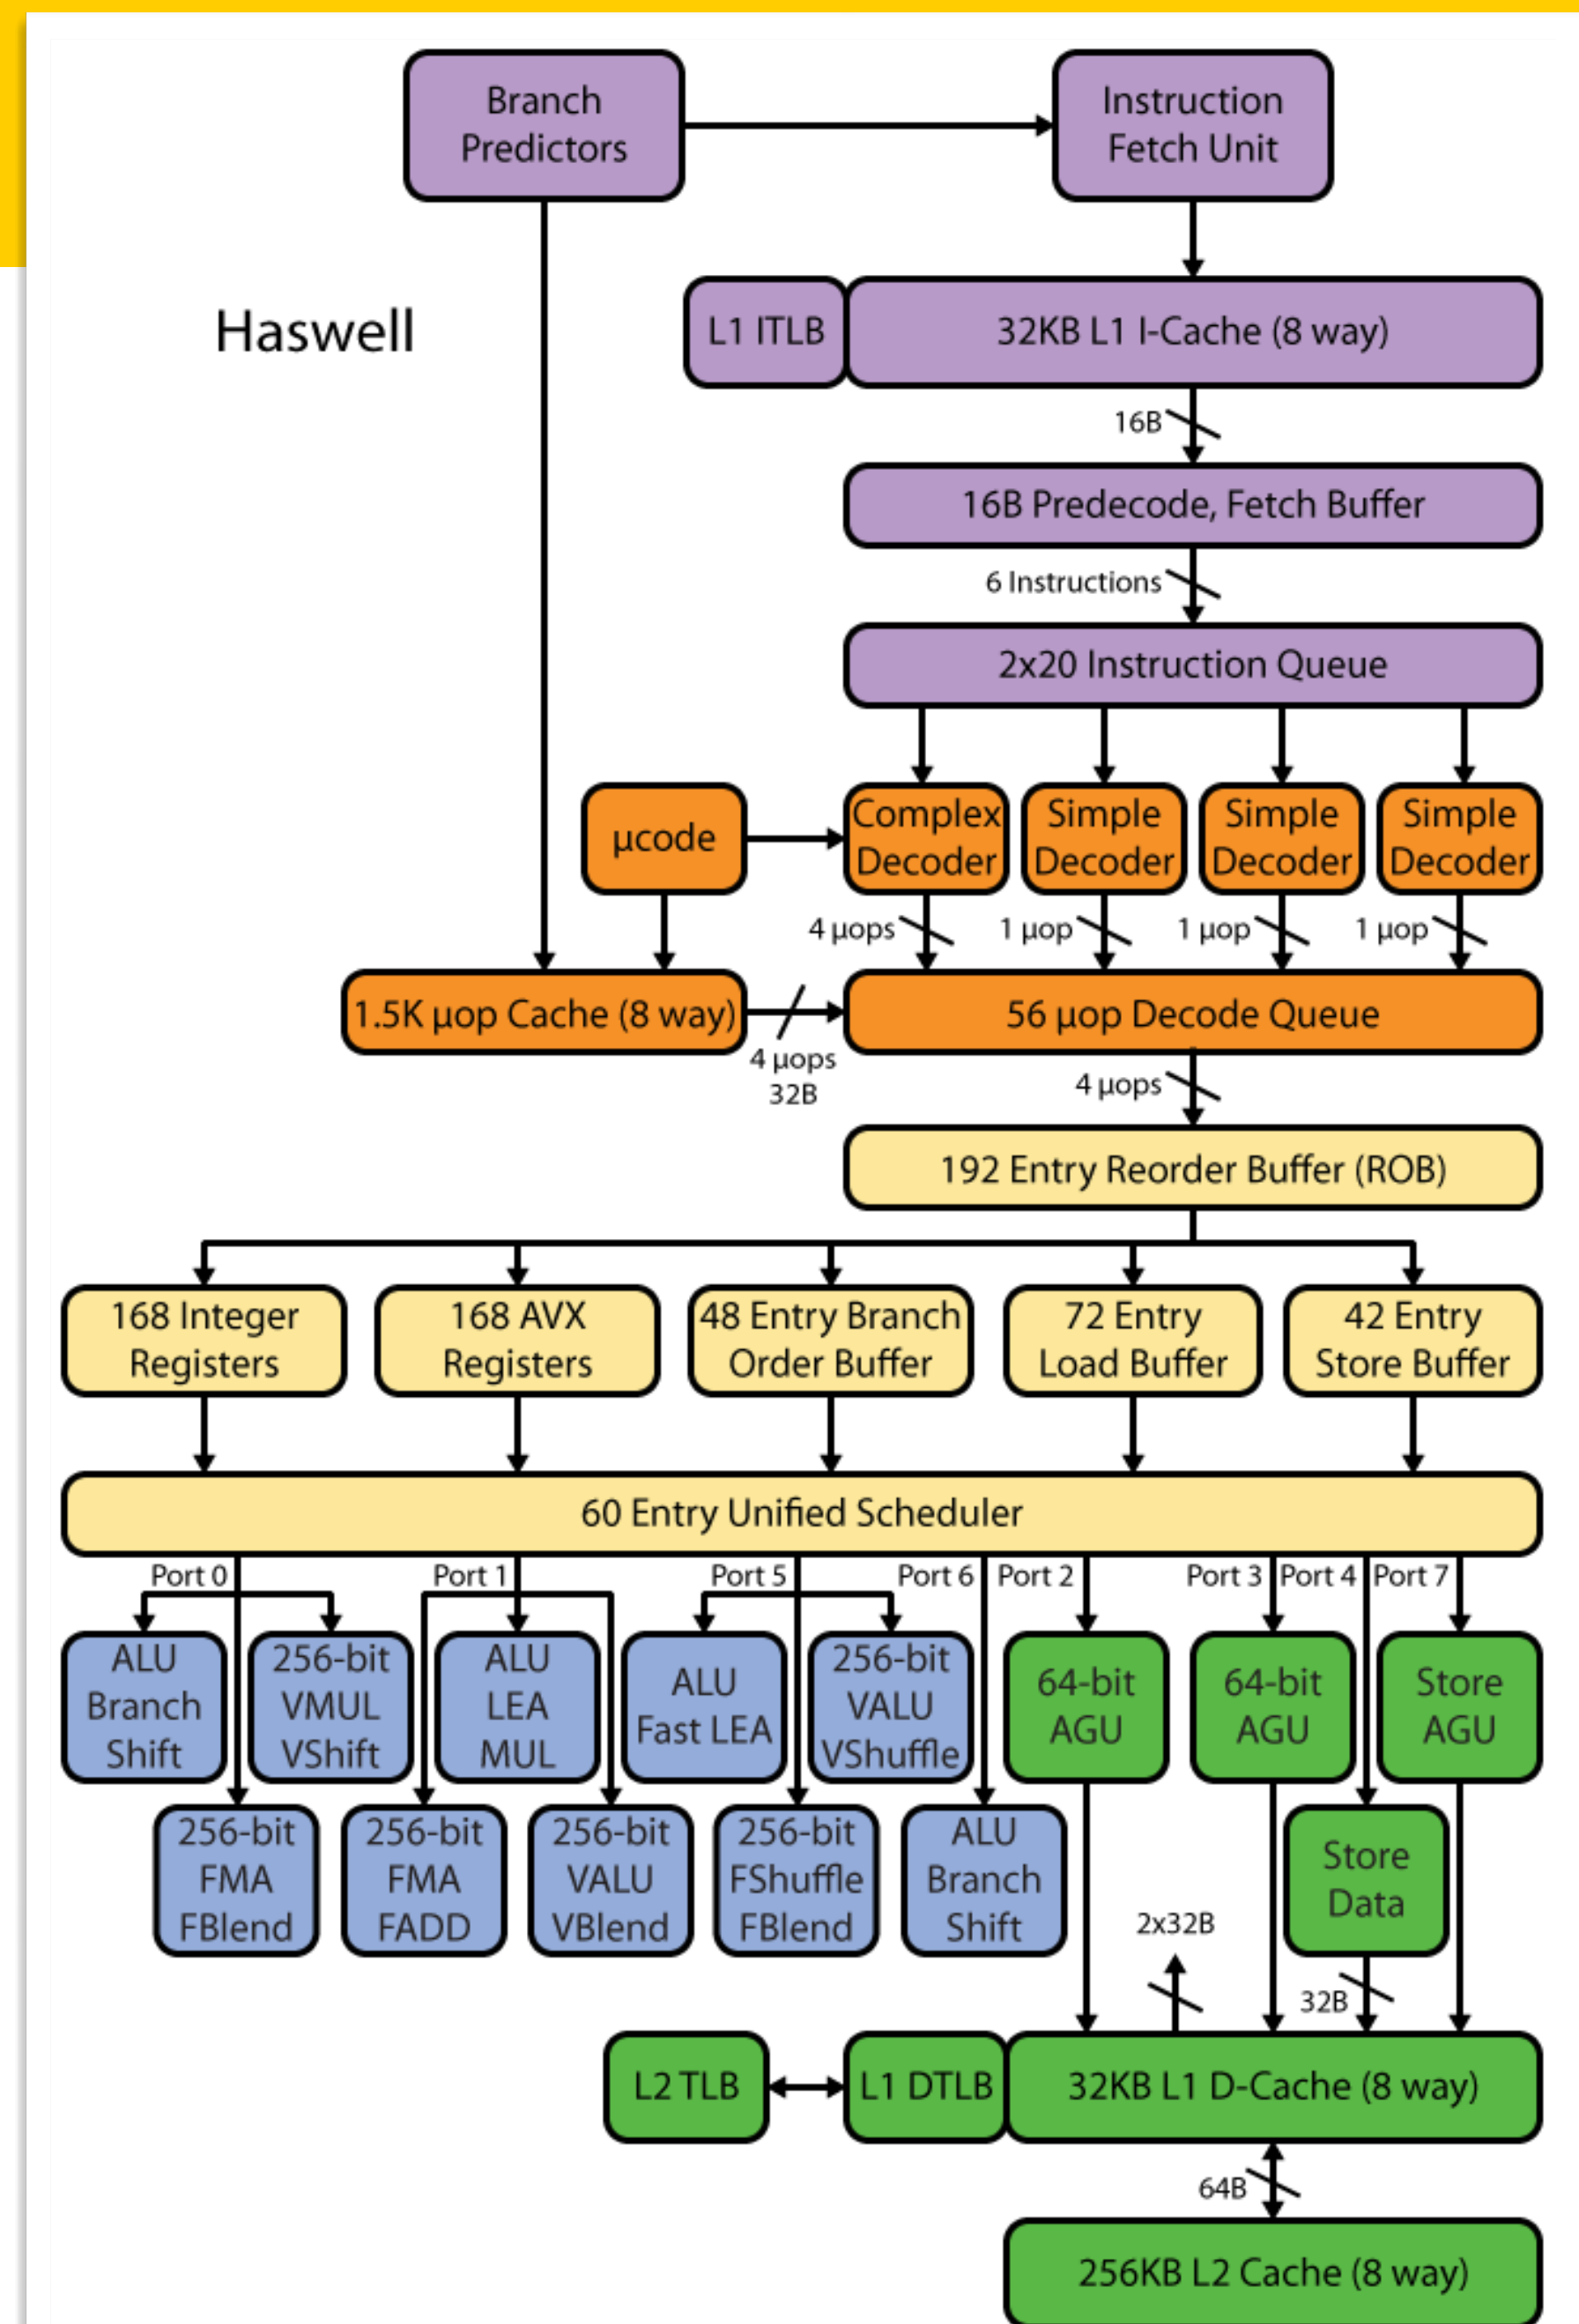 Branch
Predictors
Instruction
Fetch Unit
Haswell
L1 ITLB
32KB L1 I-Cache (8 way)
16B
16B Predecode, Fetch Buffer
6 Instructions
2x20 Instruction Queue
µcode
Complex
Decoder
Simple
Decoder
Simple
Decoder
Simple
Decoder
4 µops
1 µop
1 µop
1 µop
1.5K µop Cache (8 way)
4 µops
32B
56 µop Decode Queue
4 µops
192 Entry Reorder Buffer (ROB)
168 Integer
Registers
168 AVX
Registers
48 Entry Branch
Order Buffer
72 Entry
Load Buffer
42 Entry
Store Buffer
60 Entry Unified Scheduler
Port 0
Port 1
Port 5
Port 6
Port 2
Port 3
Port 4
Port 7
ALU
Branch
Shift
256-bit
VMUL
VShift
ALU
LEA
MUL
ALU
Fast LEA
256-bit
VALU
VShuffle
64-bit
AGU
64-bit
AGU
Store
AGU
256-bit
FMA
FBlend
256-bit
FMA
FADD
256-bit
VALU
VBlend
256-bit
FShuffle
FBlend
ALU
Branch
Shift
Store
Data
2x32B
32B
L2 TLB
L1 DTLB
32KB L1 D-Cache (8 way)
64B
256KB L2 Cache (8 way)